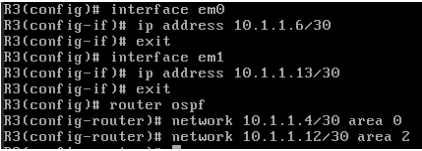 R3(config)# interface em0
R3(config-if)# ip address 10.1.1.6/30
R3(config-if)# exit
R3(config)# interface em1
R3(config-if)# ip address 10.1.1.13/30
R3(config-if)# exit
R3(config)# router ospf
R3(config-router)# network 10.1.1.4/30 area 0
R3(config-router)# network 10.1.1.12/30 area 2
R3(config-router)#